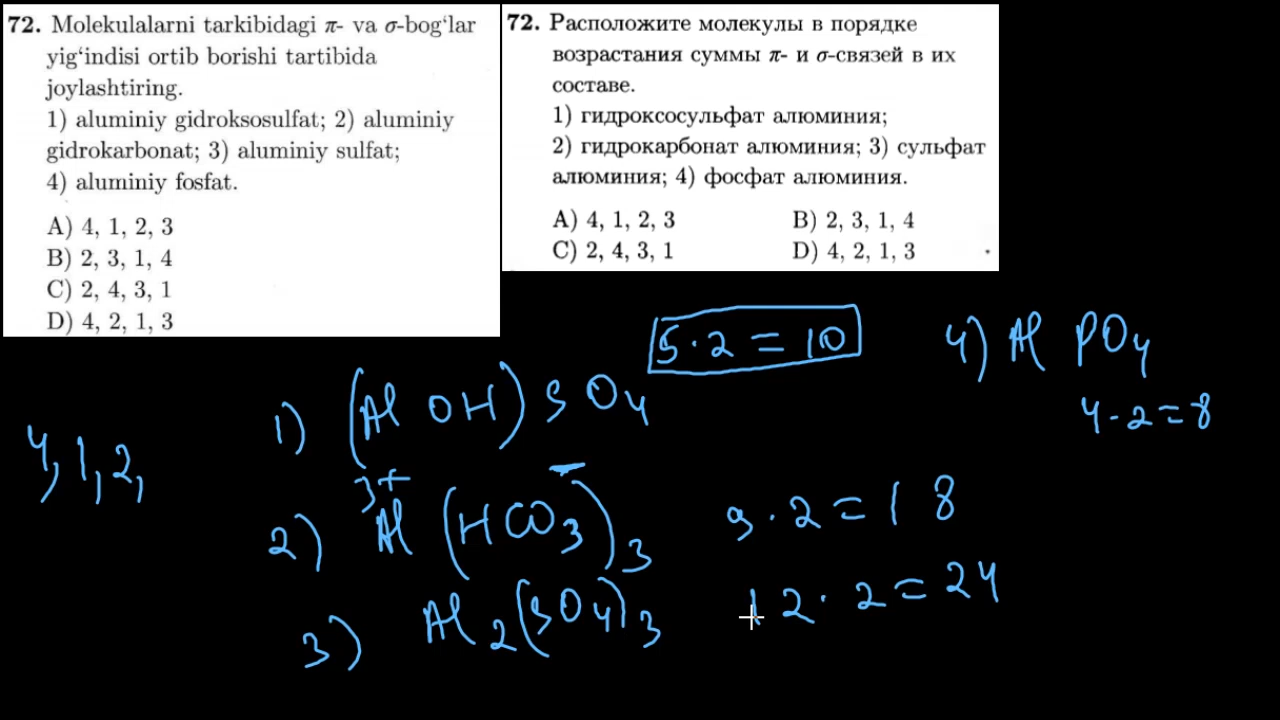 72. Molekulalarni tarkibidagi π- va σ-bog‘lar
yig‘indisi ortib borishi tartibida
joylashtiring.
1) aluminiy gidroksosulfat; 2) aluminiy
gidrokarbonat; 3) aluminiy sulfat;
4) aluminiy fosfat.
A) 4, 1, 2, 3
B) 2, 3, 1, 4
C) 2, 4, 3, 1
D) 4, 2, 1, 3
72. Расположите молекулы в порядке
возрастания суммы π- и σ-связей в их
составе.
1) гидроксосульфат алюминия;
2) гидрокарбонат алюминия; 3) сульфат
алюминия; 4) фосфат алюминия.
A) 4, 1, 2, 3 B) 2, 3, 1, 4
C) 2, 4, 3, 1 D) 4, 2, 1, 3
5·2=10
4) Al PO4
4-2=8
1) (Al OH) SO4
4, 1, 2,
3+ -
2) Al (HCO3)3 9·2=18
3) Al2(SO4)3 12·2=24